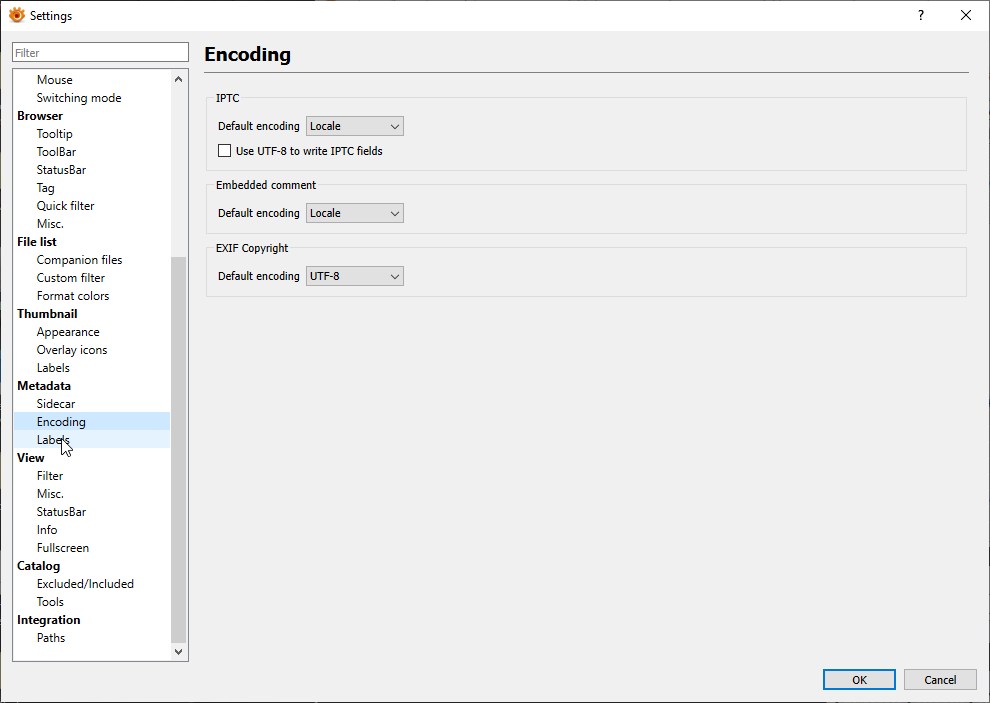 Settings
?
Filter
Mouse
Switching mode
Browser
Tooltip
ToolBar
StatusBar
Tag
Quick filter
Misc.
File list
Companion files
Custom filter
Format colors
Thumbnail
Appearance
Overlay icons
Labels
Metadata
Sidecar
Encoding
Labels
View
Filter
Misc.
StatusBar
Info
Fullscreen
Catalog
Excluded/Included
Tools
Integration
Paths
Encoding
IPTC
Default encoding Locale
Use UTF-8 to write IPTC fields
Embedded comment
Default encoding Locale
EXIF Copyright
Default encoding UTF-8
OK Cancel